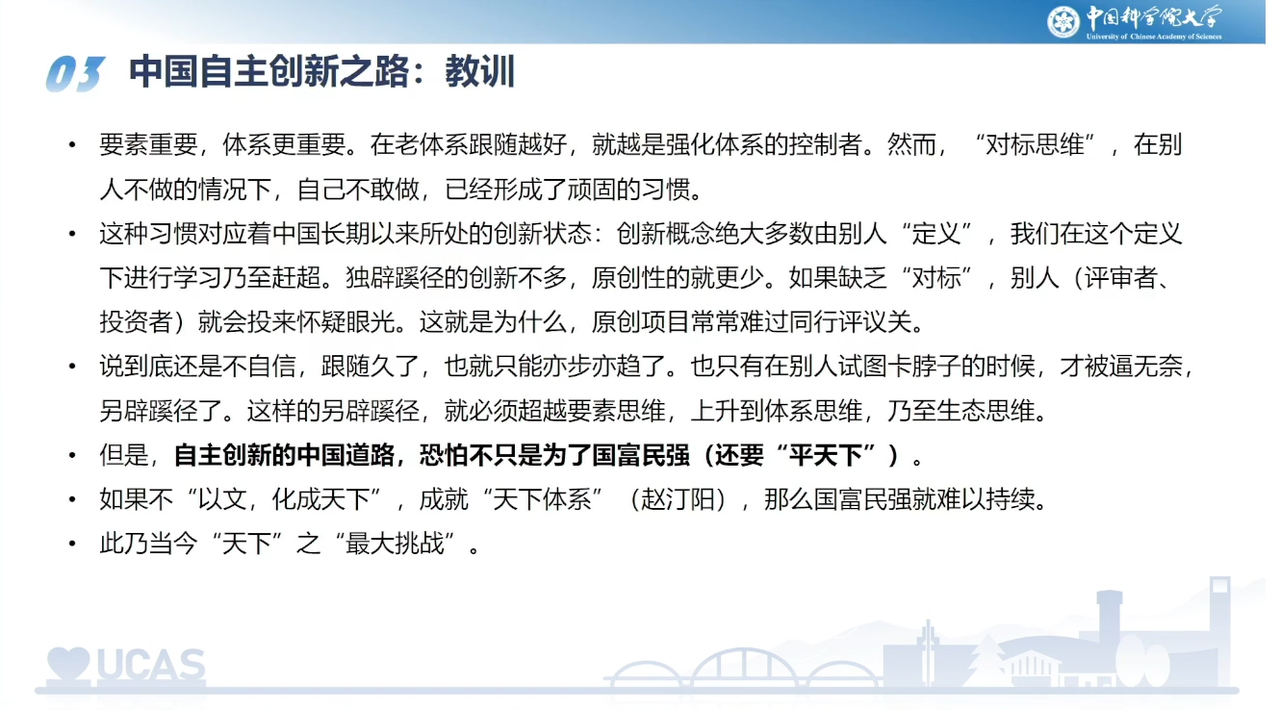 中国科学院大学
University of Chinese Academy of Sciences
03 中国自主创新之路：教训
• 要素重要，体系更重要。在老体系跟随越好，就越是强化体系的控制者。然而，“对标思维”，在别
人不做的情况下，自己不敢做，已经形成了顽固的习惯。
• 这种习惯对应着中国长期以来所处的创新状态：创新概念绝大多数由别人“定义”，我们在这个定义
下进行学习乃至赶超。独辟蹊径的创新不多，原创性的就更少。如果缺乏“对标”，别人（评审者、
投资者）就会投来怀疑眼光。这就是为什么，原创项目常常难过同行评议关。
• 说到底还是不自信，跟随久了，也就只能亦步亦趋了。也只有在别人试图卡脖子的时候，才被逼无奈，
另辟蹊径了。这样的另辟蹊径，就必须超越要素思维，上升到体系思维，乃至生态思维。
• 但是，自主创新的中国道路，恐怕不只是为了国富民强（还要“平天下”）。
• 如果不“以文，化成天下”，成就“天下体系”（赵汀阳），那么国富民强就难以持续。
• 此乃当今“天下”之“最大挑战”。
UCAS